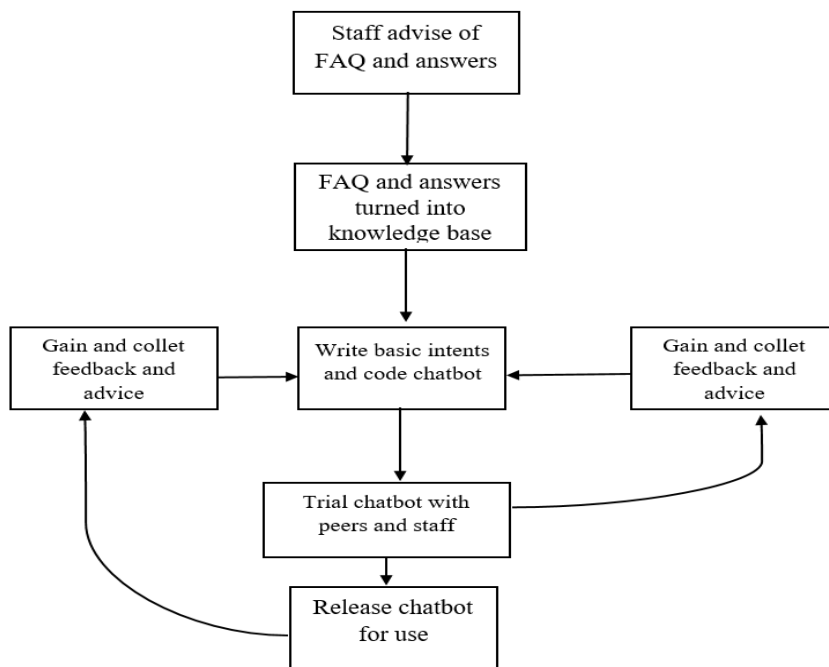 Staff advise of
FAQ and answers
FAQ and answers
turned into
knowledge base
Gain and collet
feedback and
advice
Write basic intents
and code chatbot
Gain and collet
feedback and
advice
Trial chatbot with
peers and staff
Release chatbot
for use